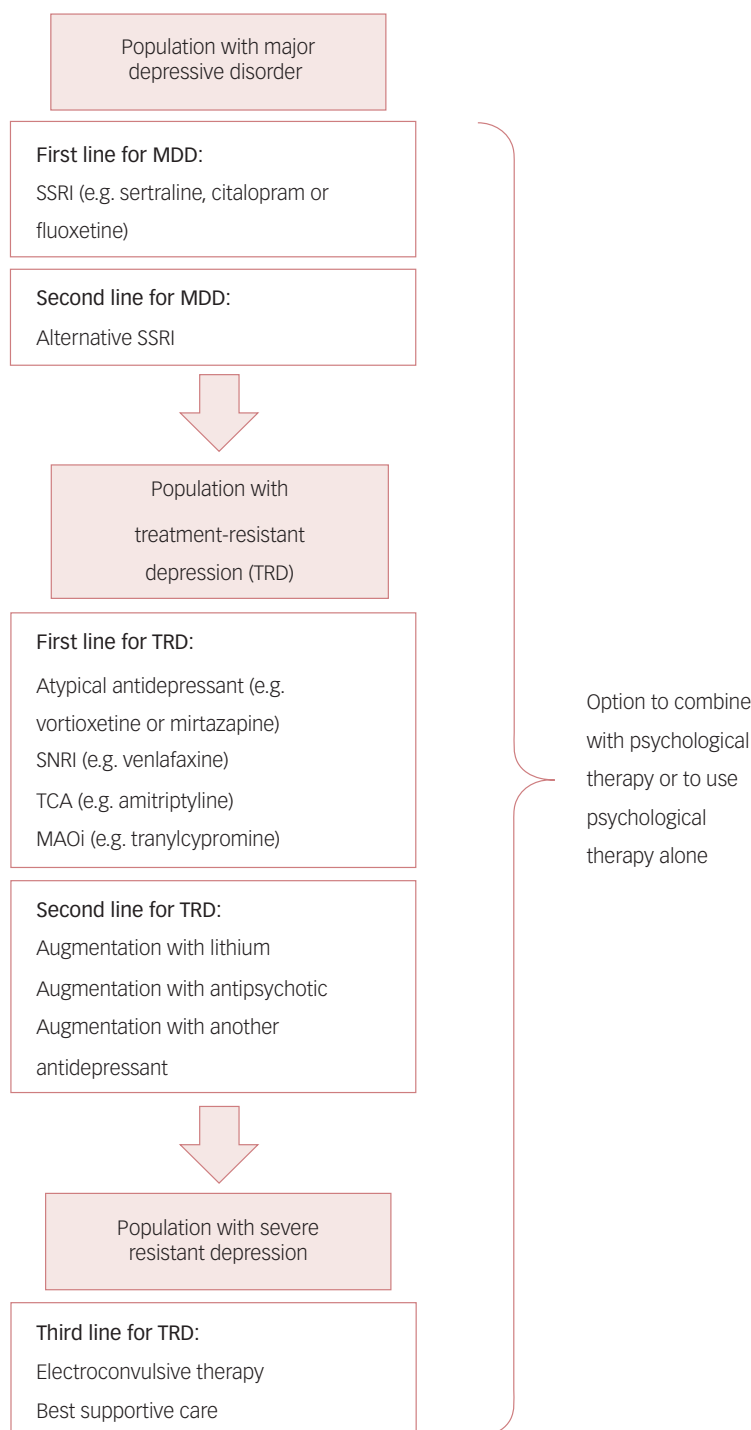 Population with major
depressive disorder
First line for MDD:
SSRI (e.g. sertraline, citalopram or
fluoxetine)
Second line for MDD:
Alternative SSRI
Population with
treatment-resistant
depression (TRD)
First line for TRD:
Atypical antidepressant (e.g.
vortioxetine or mirtazapine)
SNRI (e.g. venlafaxine)
TCA (e.g. amitriptyline)
MAOi (e.g. tranylcypromine)
Second line for TRD:
Augmentation with lithium
Augmentation with antipsychotic
Augmentation with another
antidepressant
Population with severe
resistant depression
Third line for TRD:
Electroconvulsive therapy
Best supportive care
Option to combine
with psychological
therapy or to use
psychological
therapy alone